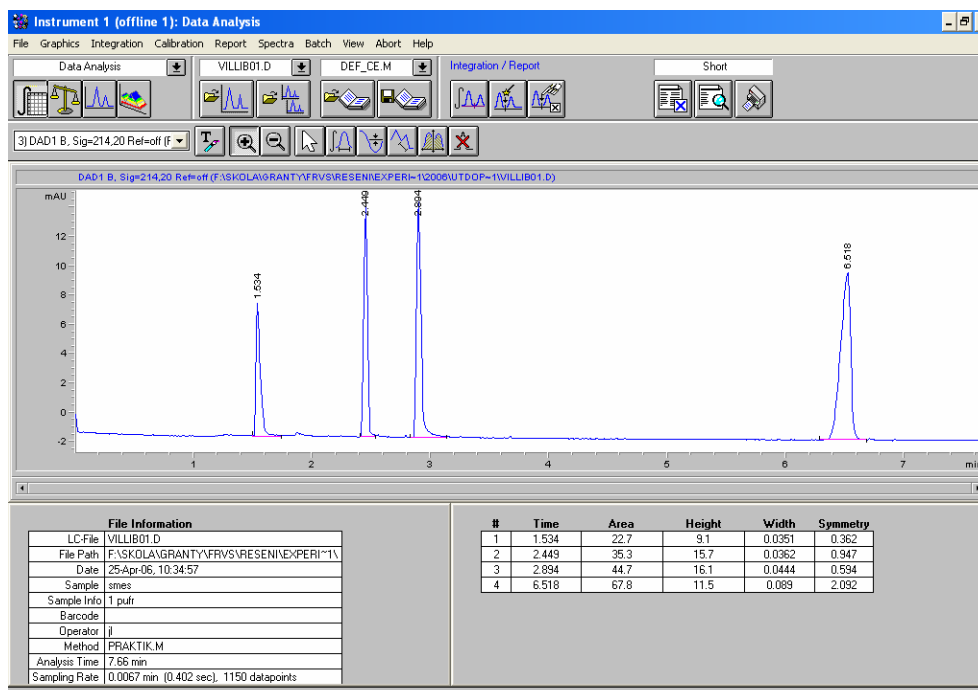 Instrument 1 (offline 1): Data Analysis
File Graphics Integration Calibration Report Spectra Batch View Abort Help
Data Analysis VILLIB01.D DEF_CE.M Integration / Report Short
3) DAD1 B, Sig=214,20 Ref=off (F
DAD1 B, Sig=214,20 Ref=off (F:\SKOLA\GRANTY\FRVS\RESENI\EXPERI~1\2006\UTDOP~1\VILLIB01.D)
mAU
12
10
8
6
4
2
0
-2
1.534
2.449
2.894
6.518
1 2 3 4 5 6 7 min
File Information
LC-File VILLIB01.D
File Path F:\SKOLA\GRANTY\FRVS\RESENI\EXPERI~1\
Date 25-Apr-06, 10:34:57
Sample smes
Sample Info 1 pufr
Barcode
Operator jl
Method PRAKTIK.M
Analysis Time 7.66 min
Sampling Rate 0.0067 min (0.402 sec), 1150 datapoints
# Time Area Height Width Symmetry
1 1.534 22.7 9.1 0.0351 0.362
2 2.449 35.3 15.7 0.0362 0.947
3 2.894 44.7 16.1 0.0444 0.594
4 6.518 67.8 11.5 0.089 2.092